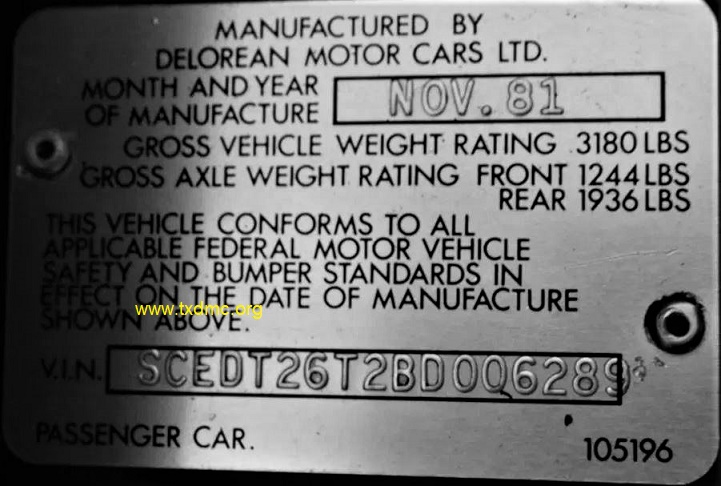 MANUFACTURED BY
DELOREAN MOTOR CARS LTD.
MONTH AND YEAR
OF MANUFACTURE NOV. 81
GROSS VEHICLE WEIGHT RATING 3180 LBS
GROSS AXLE WEIGHT RATING FRONT 1244 LBS
REAR 1936 LBS
THIS VEHICLE CONFORMS TO ALL
APPLICABLE FEDERAL MOTOR VEHICLE
SAFETY AND BUMPER STANDARDS IN
EFFECT ON THE DATE OF MANUFACTURE
www.txdmc.org
SHOWN ABOVE.
V.I.N. SCEDT26T2BD006289
PASSENGER CAR.
105196